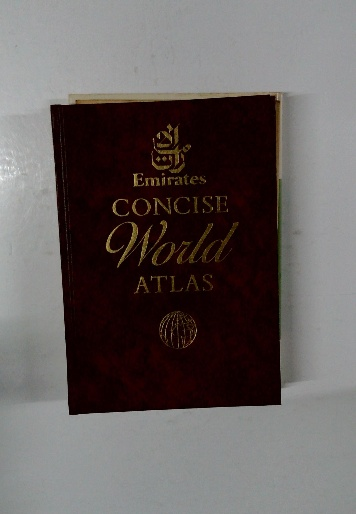 Emirates
CONCISE
World
ATLAS